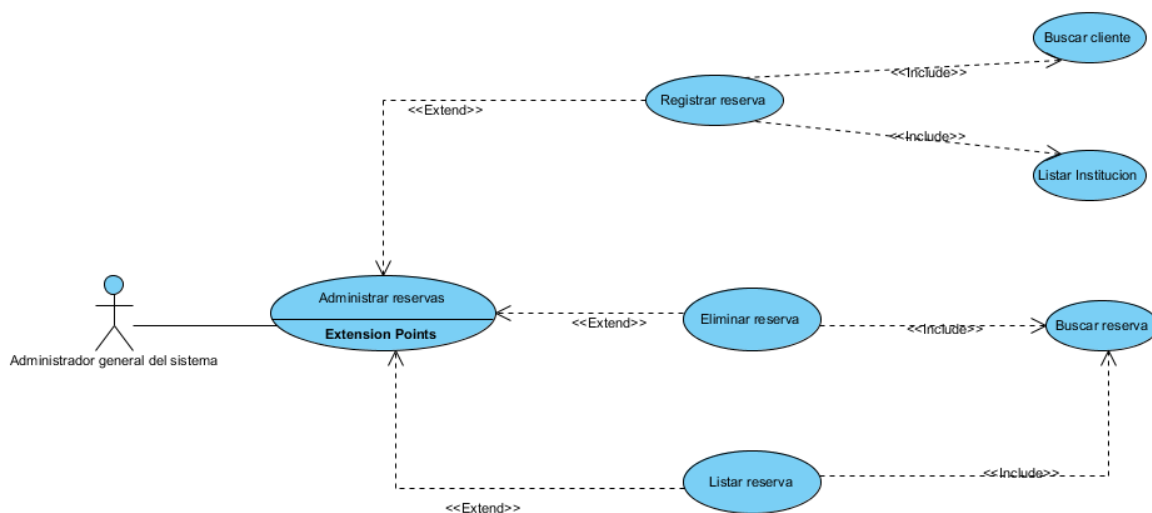 Buscar cliente
<<Include>>
Registrar reserva
<<Extend>>
<<Include>>
Listar Institucion
Administrar reservas
Extension Points
<<Extend>>
Eliminar reserva
<<Include>>
Buscar reserva
Administrador general del sistema
<<Include>>
Listar reserva
<<Extend>>